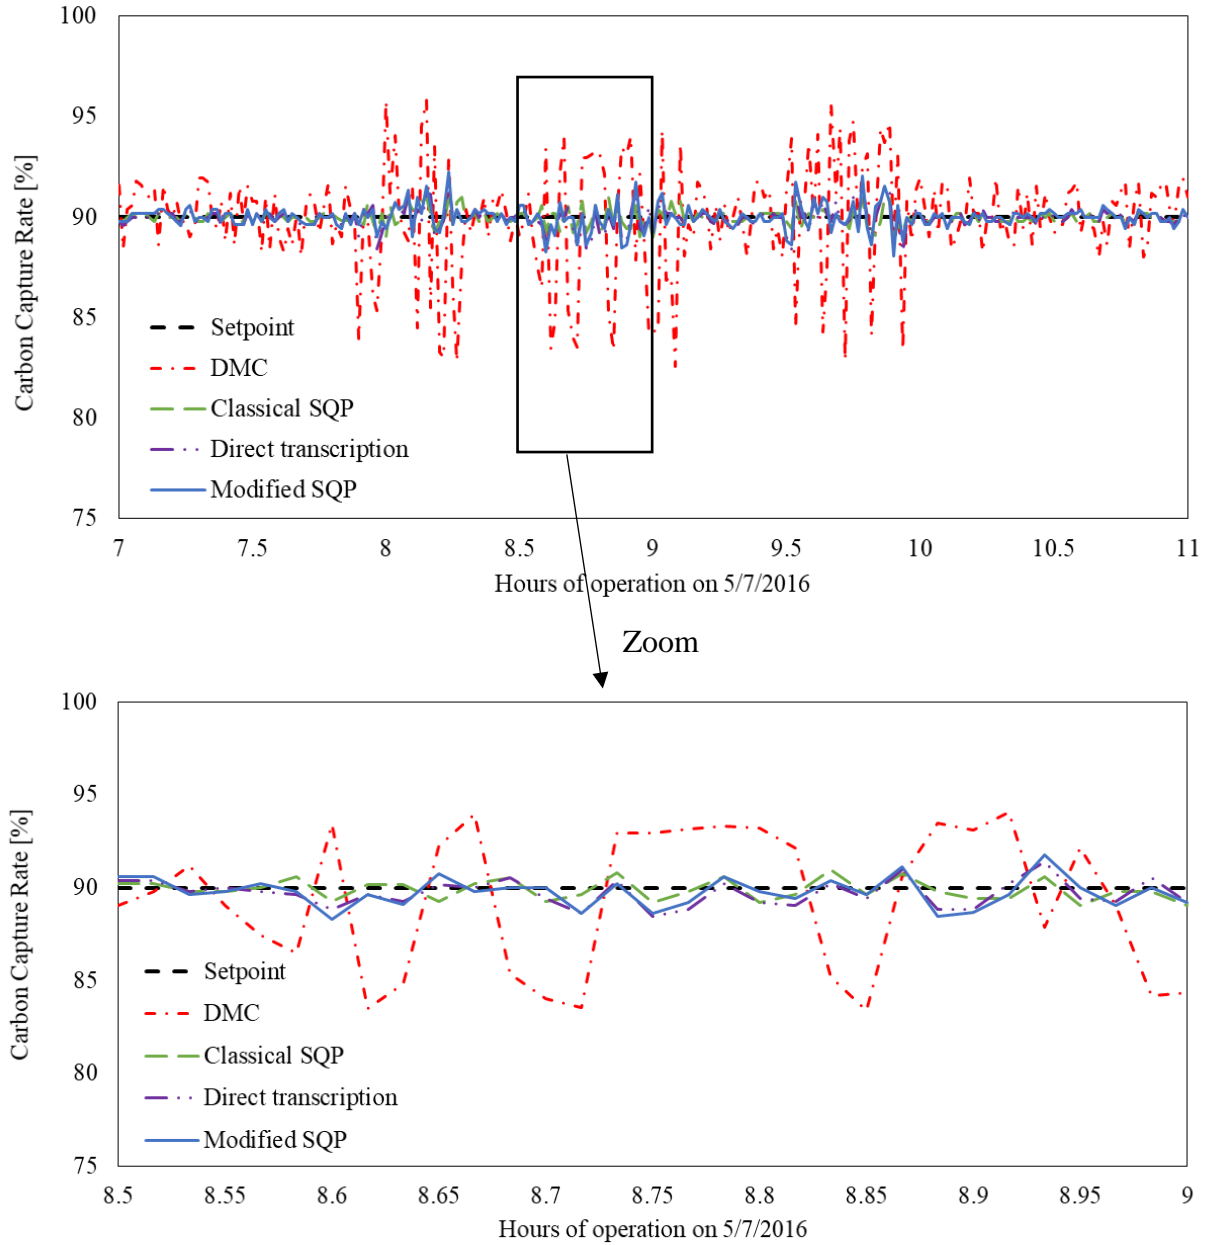 100
95
90
85
80
75
Carbon Capture Rate [%]
Setpoint
DMC
Classical SQP
Direct transcription
Modified SQP
7 7.5 8 8.5 9 9.5 10 10.5 11
Hours of operation on 5/7/2016
Zoom
100
95
90
85
80
75
Carbon Capture Rate [%]
Setpoint
DMC
Classical SQP
Direct transcription
Modified SQP
8.5 8.55 8.6 8.65 8.7 8.75 8.8 8.85 8.9 8.95 9
Hours of operation on 5/7/2016